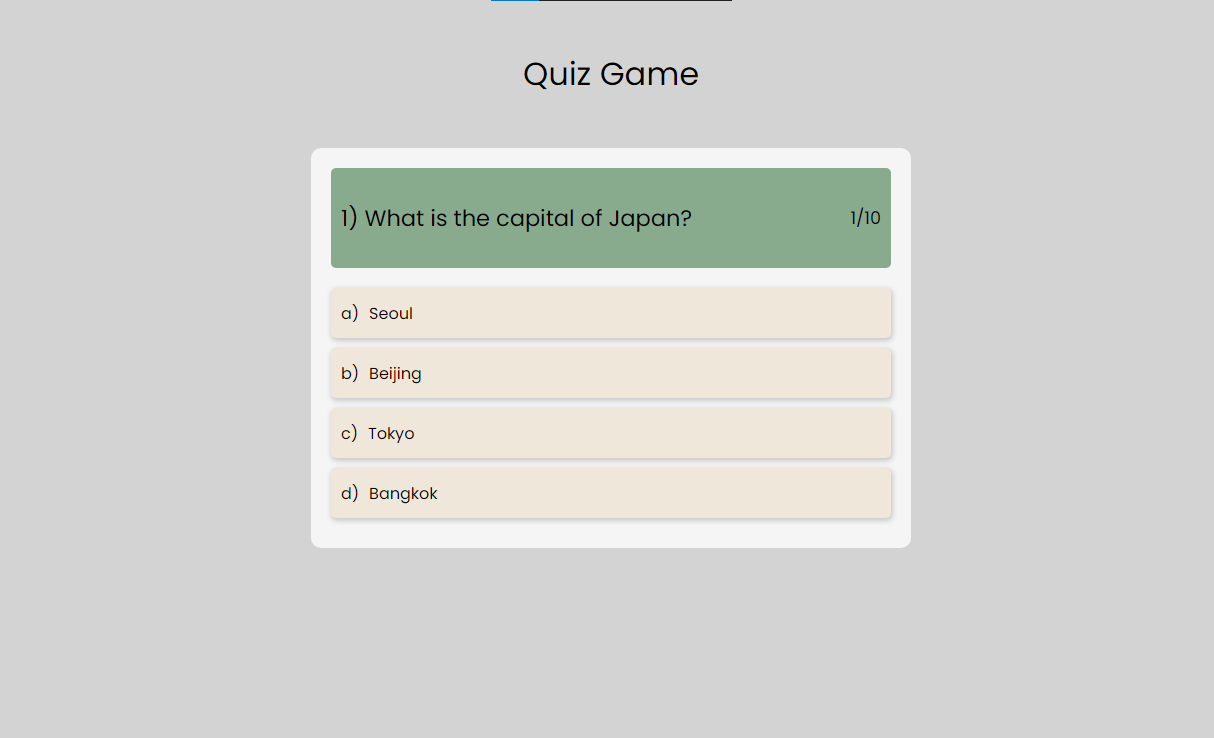 Quiz Game
1) What is the capital of Japan? 1/10
a) Seoul
b) Beijing
c) Tokyo
d) Bangkok